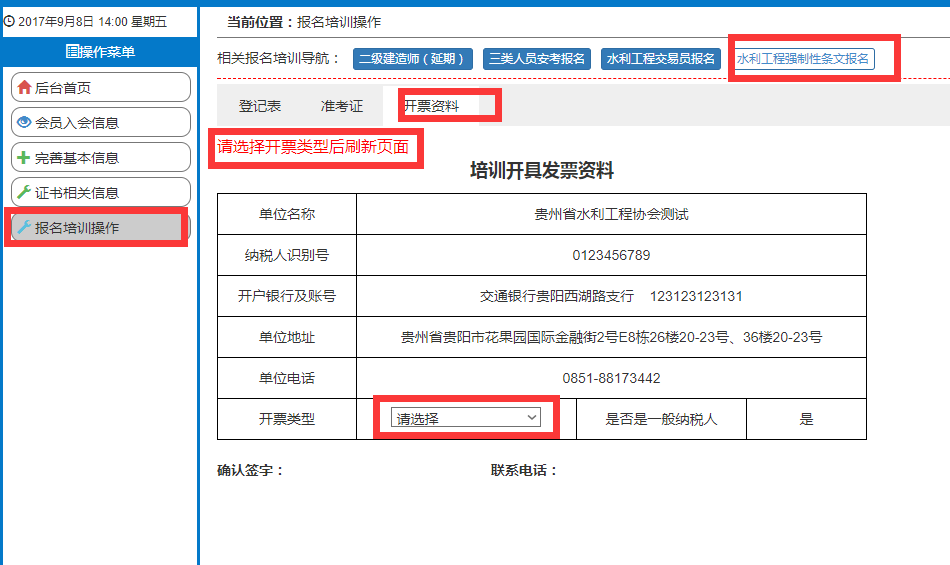 2017年9月8日 14:00 星期五
操作菜单
后台首页
会员入会信息
完善基本信息
证书相关信息
报名培训操作
当前位置：报名培训操作
相关报名培训导航： 二级建造师（延期） 三类人员安考报名 水利工程交易员报名 水利工程强制性条文报名
登记表 准考证 开票资料
请选择开票类型后刷新页面
培训开具发票资料
单位名称 贵州省水利工程协会测试
纳税人识别号 0123456789
开户银行及账号 交通银行贵阳西湖路支行 123123123131
单位地址 贵州省贵阳市花果园国际金融街2号E8栋26楼20-23号、36楼20-23号
单位电话 0851-88173442
开票类型 请选择 是否是一般纳税人 是
确认签字： 联系电话：